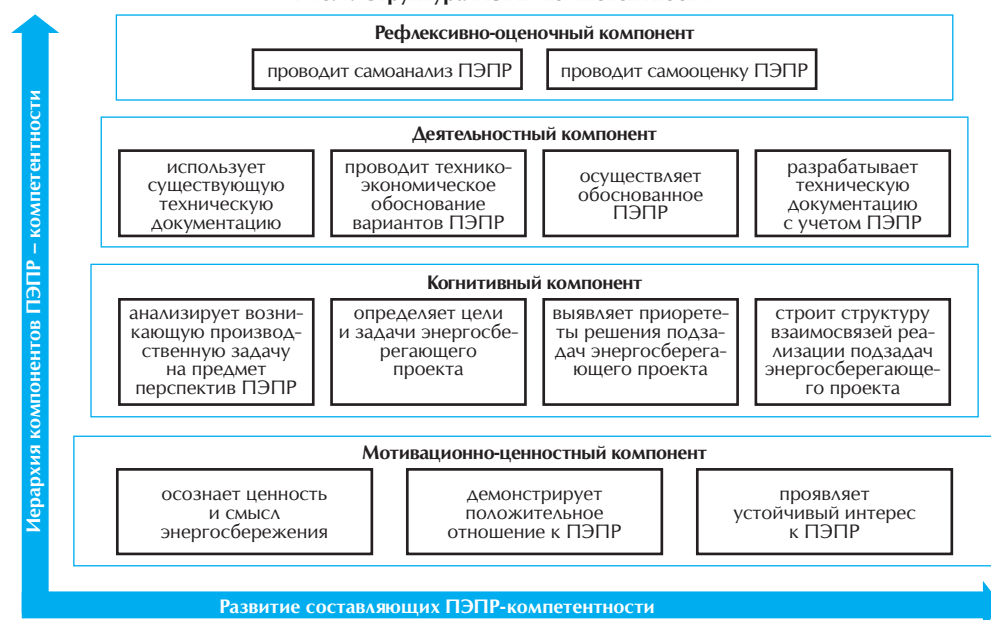 Рефлексивно-оценочный компонент
проводит самоанализ ПЭПР
проводит самооценку ПЭПР
Деятельностный компонент
использует
существующую
техническую
документацию
проводит технико-
экономическое
обоснование
вариантов ПЭПР
осуществляет
обоснованное
ПЭПР
разрабатывает
техническую
документацию
с учетом ПЭПР
Когнитивный компонент
анализирует возни-
кающую производ-
ственную задачу
на предмет
перспектив ПЭПР
определяет цели
и задачи энергосбе-
регающего
проекта
выявляет приорете-
ты решения подза-
дач энергосберега-
ющего проекта
строит структуру
взаимосвязей реа-
лизации подзадач
энергосберегающе-
го проекта
Мотивационно-ценностный компонент
осознает ценность
и смысл
энергосбережения
демонстрирует
положительное
отношение к ПЭПР
проявляет
устойчивый интерес
к ПЭПР
Иерархия компонентов ПЭПР – компетентности
Развитие составляющих ПЭПР-компетентности